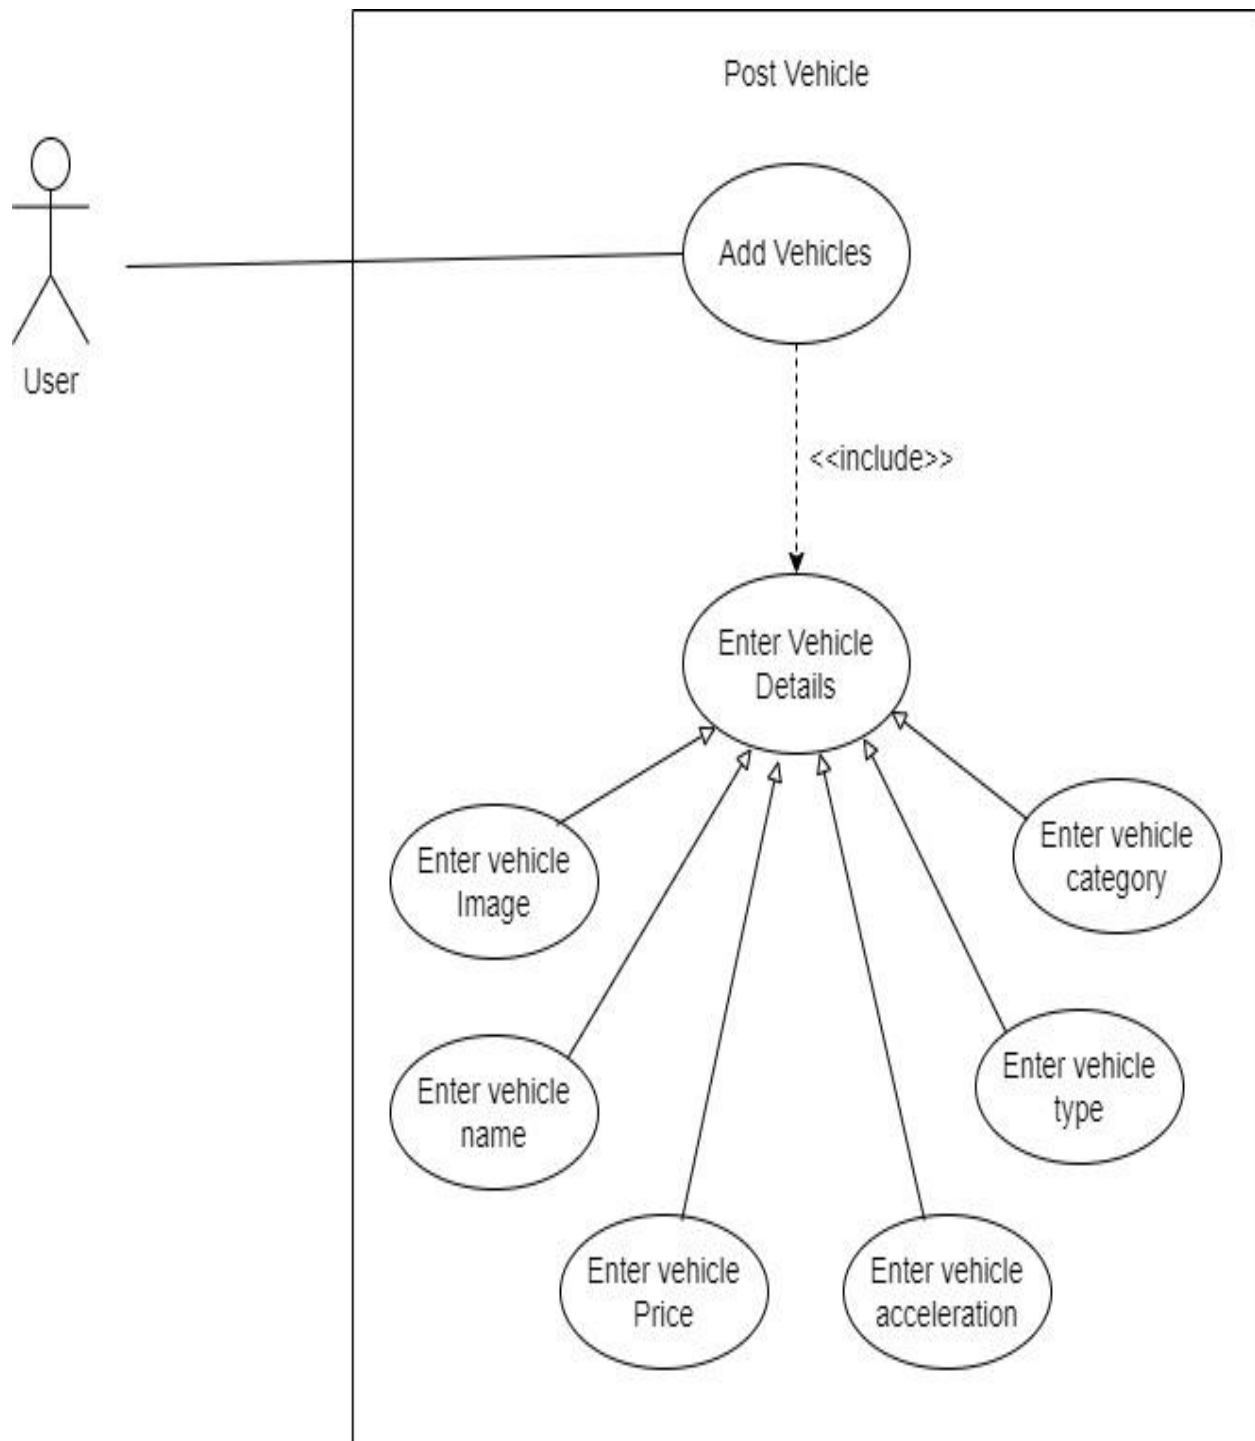 Post Vehicle
Add Vehicles
User
<<include>>
Enter Vehicle
Details
Enter vehicle
Image
Enter vehicle
category
Enter vehicle
name
Enter vehicle
type
Enter vehicle
Price
Enter vehicle
acceleration